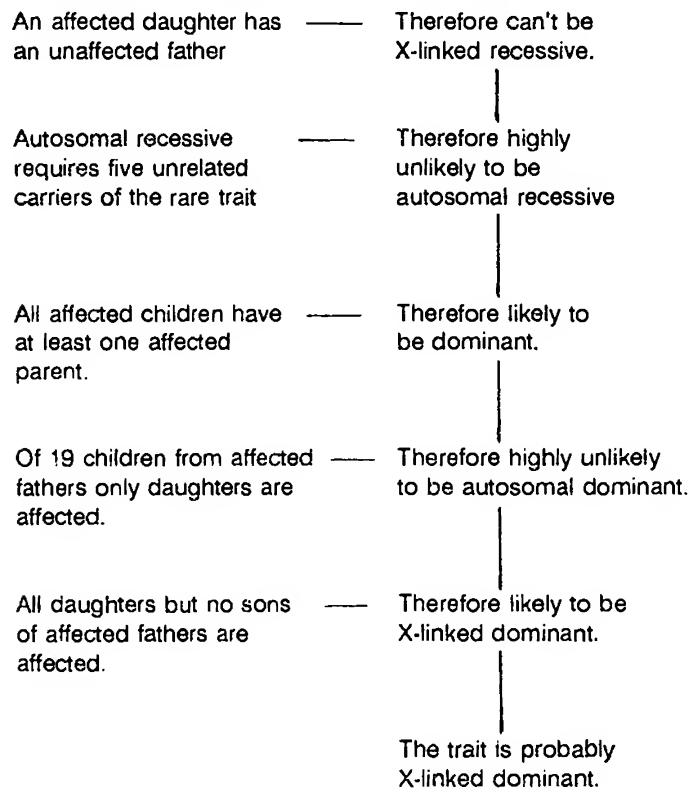 An affected daughter has
an unaffected father
Therefore can't be
X-linked recessive.
Autosomal recessive
requires five unrelated
carriers of the rare trait
Therefore highly
unlikely to be
autosomal recessive
All affected children have
at least one affected
parent.
Therefore likely to
be dominant.
Of 19 children from affected
fathers only daughters are
affected.
Therefore highly unlikely
to be autosomal dominant.
All daughters but no sons
of affected fathers are
affected.
Therefore likely to be
X-linked dominant.
The trait is probably
X-linked dominant.